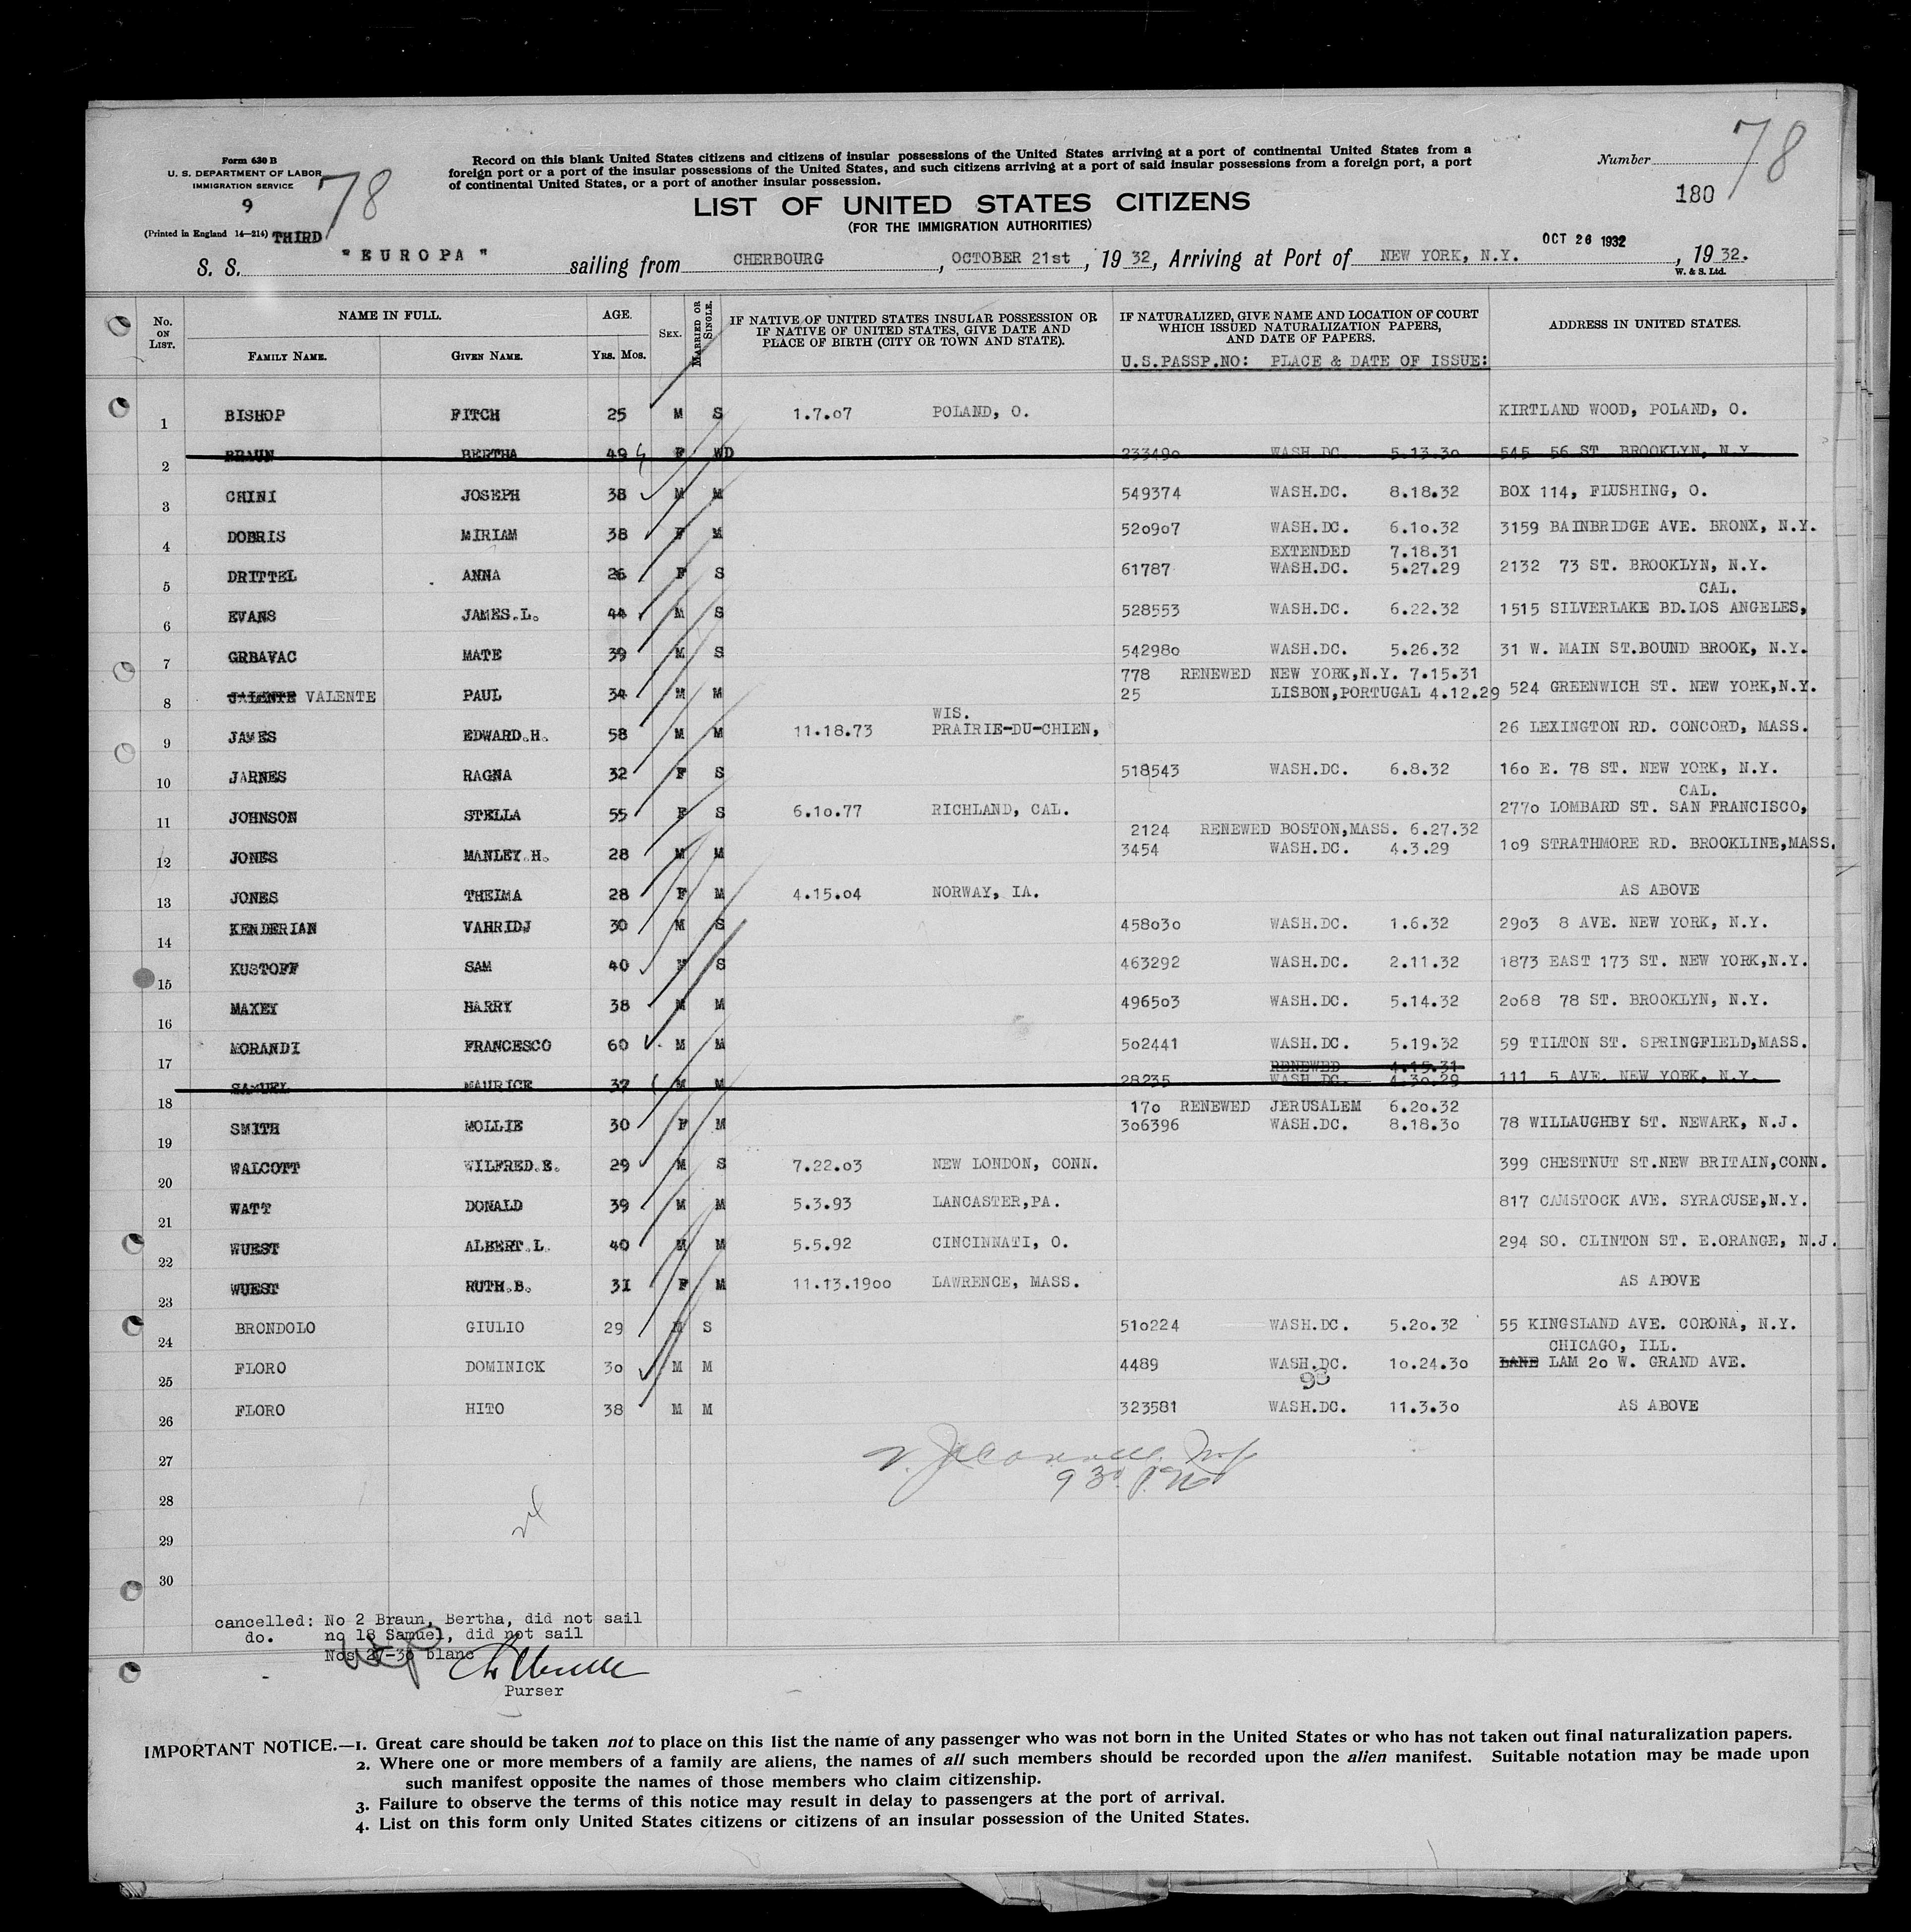 78
Form 630 B
U. S. DEPARTMENT OF LABOR
IMMIGRATION SERVICE
9
78
(Printed in England 14—214) THIRD
Record on this blank United States citizens and citizens of insular possessions of the United States arriving at a port of continental United States from a
foreign port or a port of the insular possessions of the United States, and such citizens arriving at a port of said insular possessions from a foreign port, a port
of continental United States, or a port of another insular possession.
Number
180
LIST OF UNITED STATES CITIZENS
(FOR THE IMMIGRATION AUTHORITIES)
OCT 26 1932
S. S. "EUROPA" sailing from CHERBOURG, OCTOBER 21st, 1932, Arriving at Port of NEW YORK, N.Y., 1932.
W. & S. Ltd.
No. ON LIST. NAME IN FULL. FAMILY NAME. GIVEN NAME. AGE. YRS. MOS. SEX. MARRIED OR SINGLE.
IF NATIVE OF UNITED STATES INSULAR POSSESSION OR
IF NATIVE OF UNITED STATES, GIVE DATE AND
PLACE OF BIRTH (CITY OR TOWN AND STATE).
IF NATURALIZED, GIVE NAME AND LOCATION OF COURT
WHICH ISSUED NATURALIZATION PAPERS,
AND DATE OF PAPERS.
U.S.PASSP.NO: PLACE & DATE OF ISSUE:
ADDRESS IN UNITED STATES.
1 BISHOP FITCH 25 M S 1.7.07 POLAND, O. KIRTLAND WOOD, POLAND, O.
2 BRAUN BERTHA 49 F WD 233490 WASH.DC. 5.13.30 545 56 ST BROOKLYN, N.Y
3 CHINI JOSEPH 38 M M 549374 WASH.DC. 8.18.32 BOX 114, FLUSHING, O.
4 DOBRIS MIRIAM 38 F M 520907 WASH.DC. 6.10.32 3159 BAINBRIDGE AVE. BRONX, N.Y.
EXTENDED 7.18.31
5 DRITTEL ANNA 26 F S 61787 WASH.DC. 5.27.29 2132 73 ST. BROOKLYN, N.Y.
CAL.
6 EVANS JAMES.L. 44 M S 528553 WASH.DC. 6.22.32 1515 SILVERLAKE BD.LOS ANGELES,
7 GRBAVAC MATE 39 M S 542980 WASH.DC. 5.26.32 31 W. MAIN ST.BOUND BROOK, N.Y.
778 RENEWED NEW YORK,N.Y. 7.15.31
8 JALENTE VALENTE PAUL 34 M M 25 LISBON,PORTUGAL 4.12.29 524 GREENWICH ST. NEW YORK,N.Y.
WIS.
9 JAMES EDWARD.H. 58 M M 11.18.73 PRAIRIE-DU-CHIEN, 26 LEXINGTON RD. CONCORD, MASS.
10 JARNES RAGNA 32 F S 518543 WASH.DC. 6.8.32 160 E. 78 ST. NEW YORK, N.Y.
CAL.
11 JOHNSON STELLA 55 F S 6.10.77 RICHLAND, CAL. 2770 LOMBARD ST. SAN FRANCISCO,
2124 RENEWED BOSTON,MASS. 6.27.32
12 JONES MANLEY.H. 28 M M 3454 WASH.DC. 4.3.29 109 STRATHMORE RD. BROOKLINE,MASS.
13 JONES THELMA 28 F M 4.15.04 NORWAY, IA. AS ABOVE
14 KENDERIAN VAHRIDJ 30 M S 458030 WASH.DC. 1.6.32 2903 8 AVE. NEW YORK, N.Y.
15 KUSTOFF SAM 40 M S 463292 WASH.DC. 2.11.32 1873 EAST 173 ST. NEW YORK,N.Y.
16 MAXEY HARRY 38 M M 496503 WASH.DC. 5.14.32 2068 78 ST. BROOKLYN, N.Y.
17 MORANDI FRANCESCO 60 M M 502441 WASH.DC. 5.19.32 59 TILTON ST. SPRINGFIELD,MASS.
RENEWED 4.15.31
18 SAMUEL MAURICE 37 M M 28235 WASH.DC. 4.30.29 111 5 AVE. NEW YORK, N.Y.
170 RENEWED JERUSALEM 6.20.32
19 SMITH MOLLIE 30 F M 306396 WASH.DC. 8.18.30 78 WILLAUGHBY ST. NEWARK, N.J.
20 WALCOTT WILFRED.E. 29 M S 7.22.03 NEW LONDON, CONN. 399 CHESTNUT ST.NEW BRITAIN,CONN.
21 WATT DONALD 39 M M 5.3.93 LANCASTER,PA. 817 CAMSTOCK AVE. SYRACUSE,N.Y.
22 WUEST ALBERT.L. 40 M M 5.5.92 CINCINNATI, O. 294 SO. CLINTON ST. E.ORANGE, N.J.
23 WUEST RUTH.B. 31 F M 11.13.1900 LAWRENCE, MASS. AS ABOVE
24 BRONDOLO GIULIO 29 M S 510224 WASH.DC. 5.20.32 55 KINGSLAND AVE. CORONA, N.Y.
CHICAGO, ILL.
25 FLORO DOMINICK 30 M M 4489 WASH.DC. 10.24.30 LANE LAM 20 W. GRAND AVE.
93
26 FLORO HITO 38 M M 323581 WASH.DC. 11.3.30 AS ABOVE
27
28
29
30
cancelled: No 2 Braun, Bertha, did not sail
do. no 18 Samuel, did not sail
Nos 27-30 blanc
Purser
IMPORTANT NOTICE.—1. Great care should be taken not to place on this list the name of any passenger who was not born in the United States or who has not taken out final naturalization papers.
2. Where one or more members of a family are aliens, the names of all such members should be recorded upon the alien manifest. Suitable notation may be made upon
such manifest opposite the names of those members who claim citizenship.
3. Failure to observe the terms of this notice may result in delay to passengers at the port of arrival.
4. List on this form only United States citizens or citizens of an insular possession of the United States.